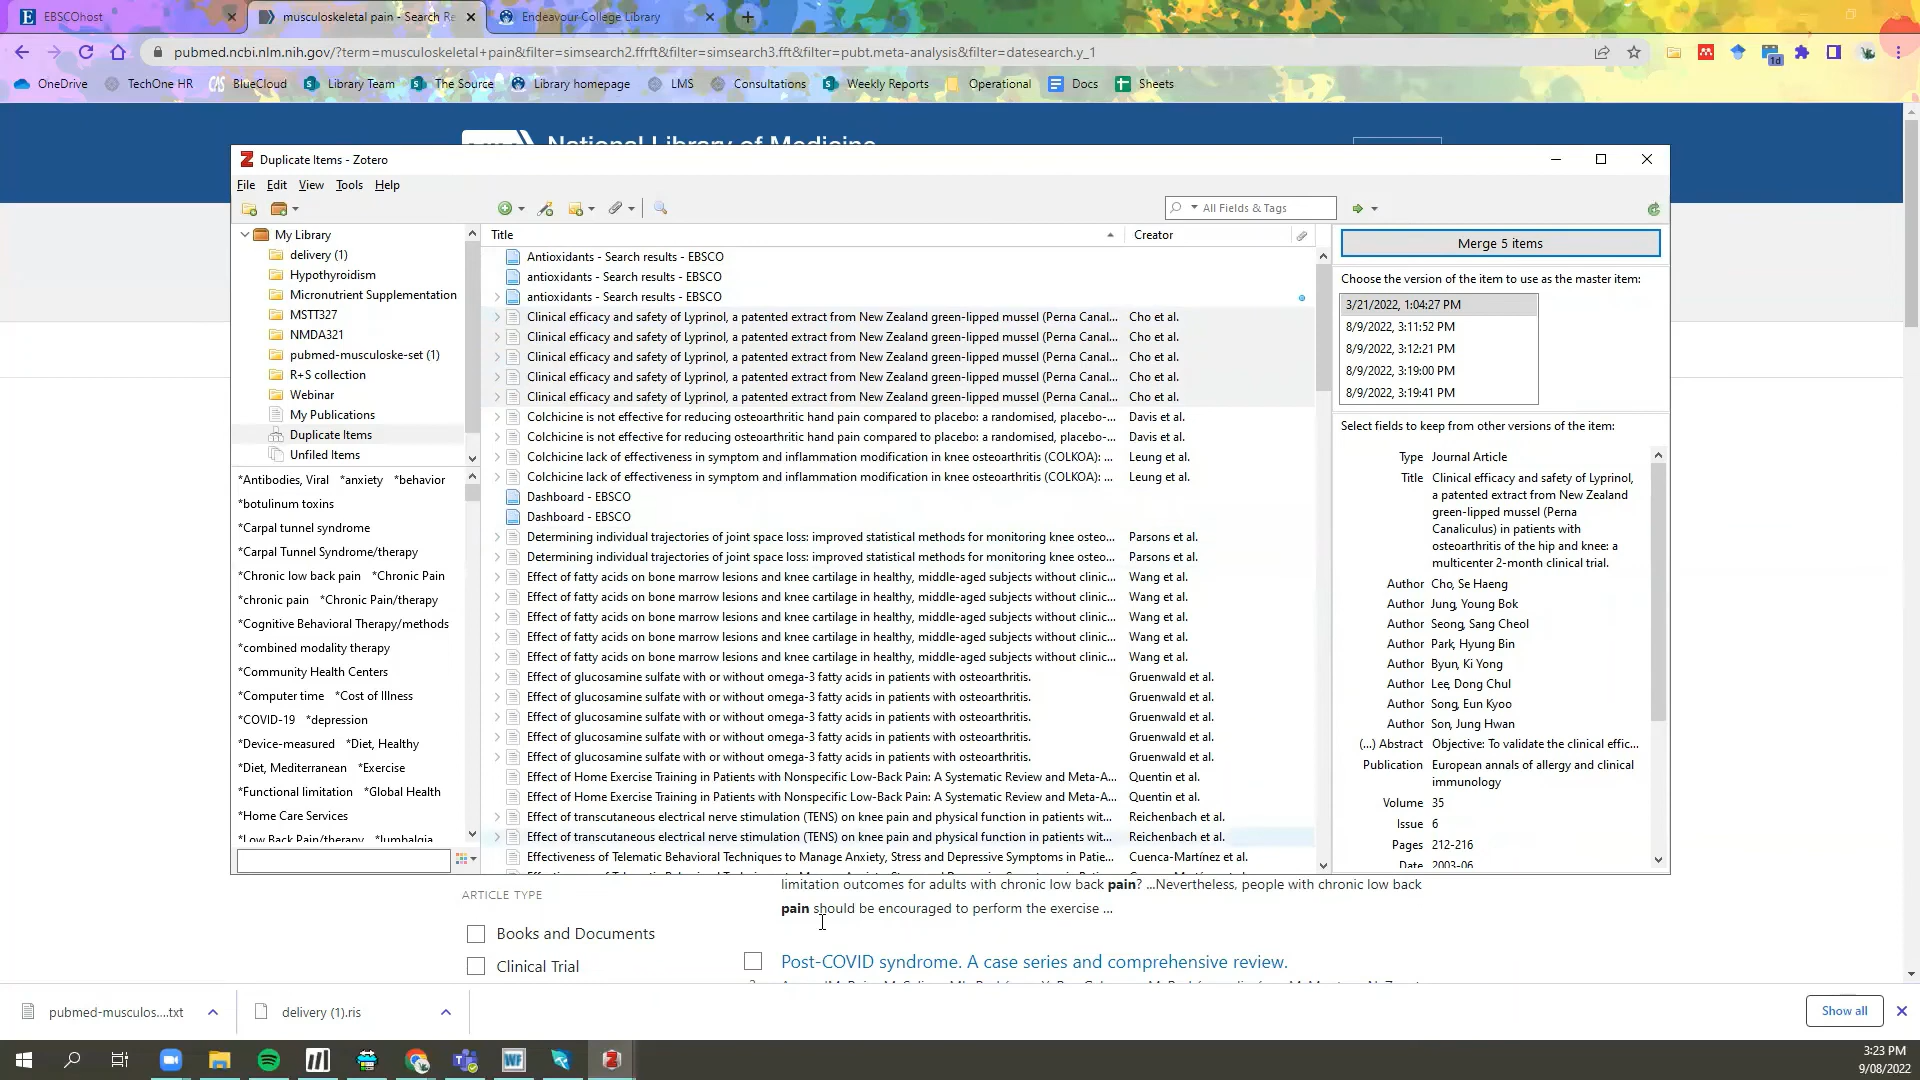 EBSCOhost
musculoskeletal pain - Search Re
Endeavour College Library
pubmed.ncbi.nlm.nih.gov/?term=musculoskeletal+pain&filter=simsearch2.ffrft&filter=simsearch3.fft&filter=pubt.meta-analysis&filter=datesearch.y_1
1d
OneDrive TechOne HR BlueCloud Library Team The Source Library homepage LMS Consultations Weekly Reports Operational Docs Sheets
National Library of Medicine
Duplicate Items - Zotero
File Edit View Tools Help
All Fields & Tags
My Library
delivery (1)
Hypothyroidism
Micronutrient Supplementation
MSTT327
NMDA321
pubmed-musculoske-set (1)
R+S collection
Webinar
My Publications
Duplicate Items
Unfiled Items
*Antibodies, Viral *anxiety *behavior
*botulinum toxins
*Carpal tunnel syndrome
*Carpal Tunnel Syndrome/therapy
*Chronic low back pain *Chronic Pain
*chronic pain *Chronic Pain/therapy
*Cognitive Behavioral Therapy/methods
*combined modality therapy
*Community Health Centers
*Computer time *Cost of Illness
*COVID-19 *depression
*Device-measured *Diet, Healthy
*Diet, Mediterranean *Exercise
*Functional limitation *Global Health
*Home Care Services
*Low Back Pain/therapy *lumbalgia
Title Creator
Antioxidants - Search results - EBSCO
antioxidants - Search results - EBSCO
antioxidants - Search results - EBSCO
Clinical efficacy and safety of Lyprinol, a patented extract from New Zealand green-lipped mussel (Perna Canal... Cho et al.
Clinical efficacy and safety of Lyprinol, a patented extract from New Zealand green-lipped mussel (Perna Canal... Cho et al.
Clinical efficacy and safety of Lyprinol, a patented extract from New Zealand green-lipped mussel (Perna Canal... Cho et al.
Clinical efficacy and safety of Lyprinol, a patented extract from New Zealand green-lipped mussel (Perna Canal... Cho et al.
Clinical efficacy and safety of Lyprinol, a patented extract from New Zealand green-lipped mussel (Perna Canal... Cho et al.
Colchicine is not effective for reducing osteoarthritic hand pain compared to placebo: a randomised, placebo-... Davis et al.
Colchicine is not effective for reducing osteoarthritic hand pain compared to placebo: a randomised, placebo-... Davis et al.
Colchicine lack of effectiveness in symptom and inflammation modification in knee osteoarthritis (COLKOA): ... Leung et al.
Colchicine lack of effectiveness in symptom and inflammation modification in knee osteoarthritis (COLKOA): ... Leung et al.
Dashboard - EBSCO
Dashboard - EBSCO
Determining individual trajectories of joint space loss: improved statistical methods for monitoring knee osteo... Parsons et al.
Determining individual trajectories of joint space loss: improved statistical methods for monitoring knee osteo... Parsons et al.
Effect of fatty acids on bone marrow lesions and knee cartilage in healthy, middle-aged subjects without clinic... Wang et al.
Effect of fatty acids on bone marrow lesions and knee cartilage in healthy, middle-aged subjects without clinic... Wang et al.
Effect of fatty acids on bone marrow lesions and knee cartilage in healthy, middle-aged subjects without clinic... Wang et al.
Effect of fatty acids on bone marrow lesions and knee cartilage in healthy, middle-aged subjects without clinic... Wang et al.
Effect of fatty acids on bone marrow lesions and knee cartilage in healthy, middle-aged subjects without clinic... Wang et al.
Effect of glucosamine sulfate with or without omega-3 fatty acids in patients with osteoarthritis. Gruenwald et al.
Effect of glucosamine sulfate with or without omega-3 fatty acids in patients with osteoarthritis. Gruenwald et al.
Effect of glucosamine sulfate with or without omega-3 fatty acids in patients with osteoarthritis. Gruenwald et al.
Effect of glucosamine sulfate with or without omega-3 fatty acids in patients with osteoarthritis. Gruenwald et al.
Effect of glucosamine sulfate with or without omega-3 fatty acids in patients with osteoarthritis. Gruenwald et al.
Effect of Home Exercise Training in Patients with Nonspecific Low-Back Pain: A Systematic Review and Meta-A... Quentin et al.
Effect of Home Exercise Training in Patients with Nonspecific Low-Back Pain: A Systematic Review and Meta-A... Quentin et al.
Effect of transcutaneous electrical nerve stimulation (TENS) on knee pain and physical function in patients wit... Reichenbach et al.
Effect of transcutaneous electrical nerve stimulation (TENS) on knee pain and physical function in patients wit... Reichenbach et al.
Effectiveness of Telematic Behavioral Techniques to Manage Anxiety, Stress and Depressive Symptoms in Patie... Cuenca-Martínez et al.
Merge 5 items
Choose the version of the item to use as the master item:
3/21/2022, 1:04:27 PM
8/9/2022, 3:11:52 PM
8/9/2022, 3:12:21 PM
8/9/2022, 3:19:00 PM
8/9/2022, 3:19:41 PM
Select fields to keep from other versions of the item:
Type Journal Article
Title Clinical efficacy and safety of Lyprinol,
a patented extract from New Zealand
green-lipped mussel (Perna
Canaliculus) in patients with
osteoarthritis of the hip and knee: a
multicenter 2-month clinical trial.
Author Cho, Se Haeng
Author Jung, Young Bok
Author Seong, Sang Cheol
Author Park, Hyung Bin
Author Byun, Ki Yong
Author Lee, Dong Chul
Author Song, Eun Kyoo
Author Son, Jung Hwan
(...) Abstract Objective: To validate the clinical effic...
Publication European annals of allergy and clinical
immunology
Volume 35
Issue 6
Pages 212-216
Date 2003-06
limitation outcomes for adults with chronic low back pain? ...Nevertheless, people with chronic low back
pain should be encouraged to perform the exercise ...
ARTICLE TYPE
Books and Documents
Clinical Trial
Post-COVID syndrome. A case series and comprehensive review.
pubmed-musculos....txt
delivery (1).ris
Show all
3:23 PM
9/08/2022